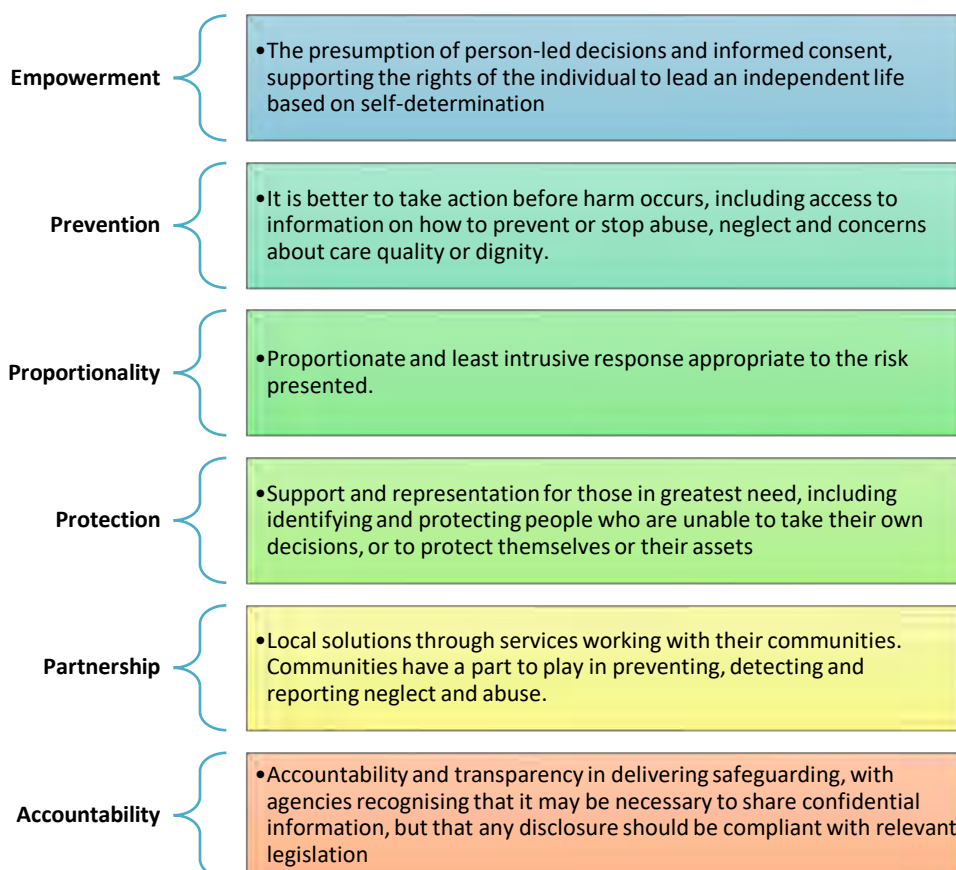 Empowerment
•The presumption of person-led decisions and informed consent,
supporting the rights of the individual to lead an independent life
based on self-determination
Prevention
•It is better to take action before harm occurs, including access to
information on how to prevent or stop abuse, neglect and concerns
about care quality or dignity.
Proportionality
•Proportionate and least intrusive response appropriate to the risk
presented.
Protection
•Support and representation for those in greatest need, including
identifying and protecting people who are unable to take their own
decisions, or to protect themselves or their assets
Partnership
•Local solutions through services working with their communities.
Communities have a part to play in preventing, detecting and
reporting neglect and abuse.
Accountability
•Accountability and transparency in delivering safeguarding, with
agencies recognising that it may be necessary to share confidential
information, but that any disclosure should be compliant with relevant
legislation